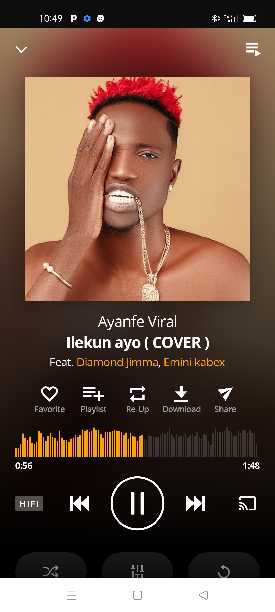 10:49 P
Ayanfe Viral
Ilekun ayo ( COVER )
Feat. Diamond Jimma, Emini kabex
Favorite Playlist Re Up Download Share
0:56 1:48
HIFI